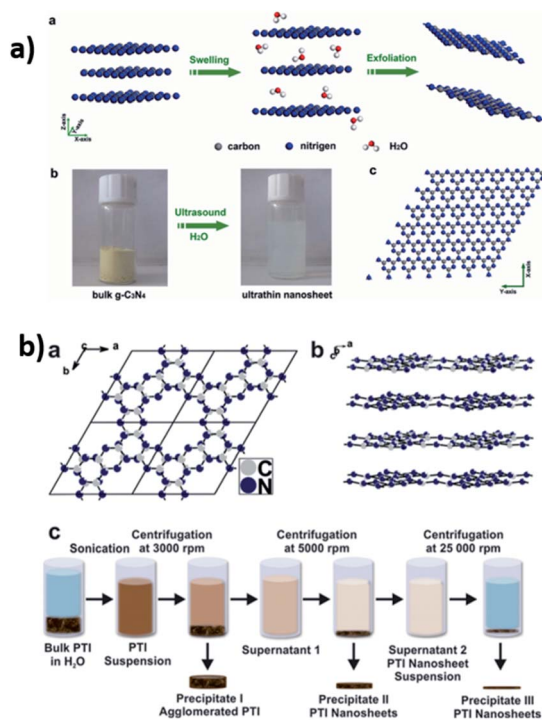 a)
a
Swelling
Exfoliation
Z-axis
Y-axis
X-axis
carbon
nitrigen
H₂O
b
Ultrasound
H₂O
bulk g-C₃N₄
ultrathin nanosheet
c
X-axis
Y-axis
b)
a
c
a
b
C
N
b
a
c
Sonication
Centrifugation
at 3000 rpm
Centrifugation
at 5000 rpm
Centrifugation
at 25 000 rpm
Bulk PTI
in H₂O
PTI
Suspension
Supernatant 1
Supernatant 2
PTI Nanosheet
Suspension
Precipitate I
Agglomerated PTI
Precipitate II
PTI Nanosheets
Precipitate III
PTI Nanosheets